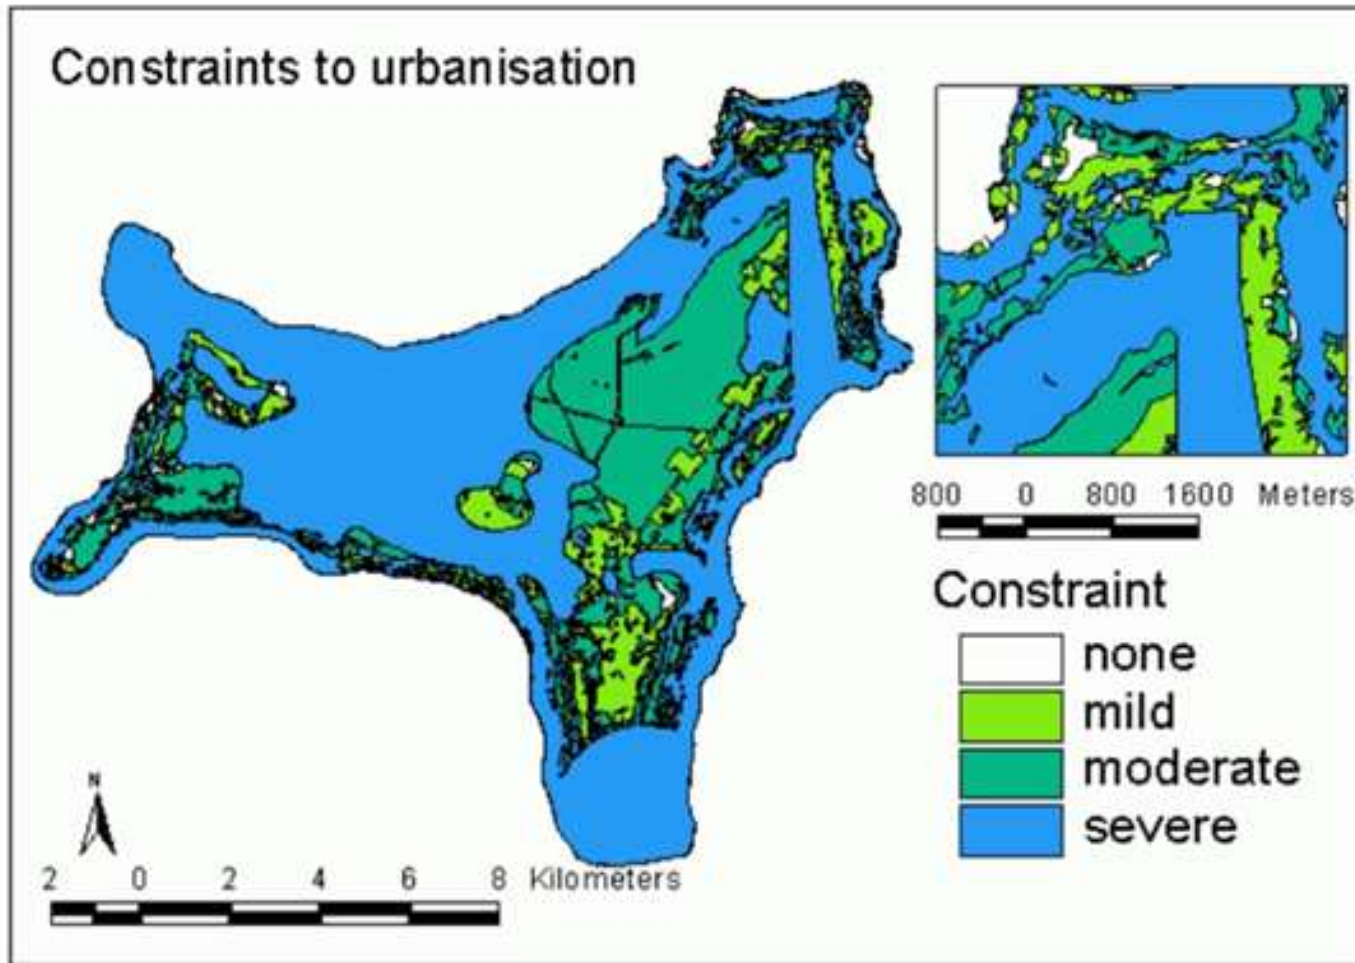 Constraints to urbanisation
800 0 800 1600 Meters
Constraint
none
mild
moderate
severe
N
2 0 2 4 6 8 Kilometers